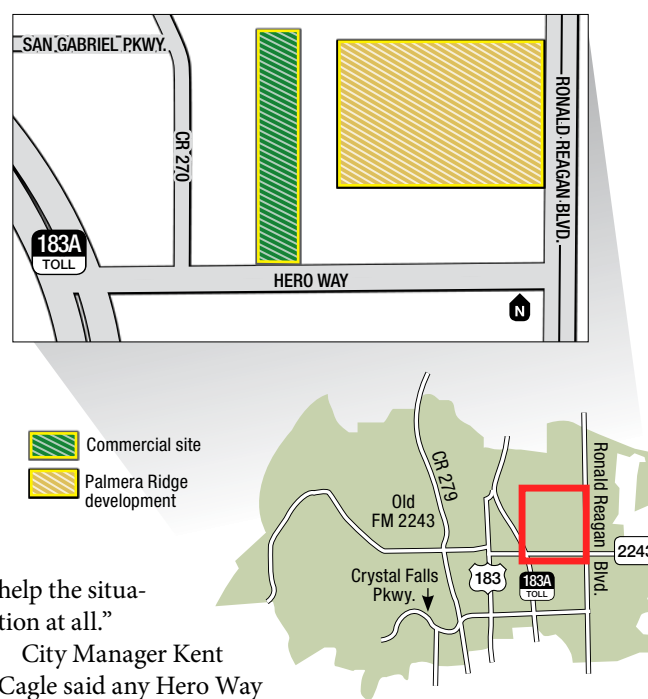 SAN GABRIEL PKWY.
CR 270
RONALD REAGAN BLVD.
183A
TOLL
HERO WAY
N
Commercial site
Palmera Ridge
development
CR 279
Old
FM 2243
Ronald Reagan Blvd.
2243
Crystal Falls
Pkwy.
183
183A
TOLL
help the situa-
tion at all.”
City Manager Kent
Cagle said any Hero Way